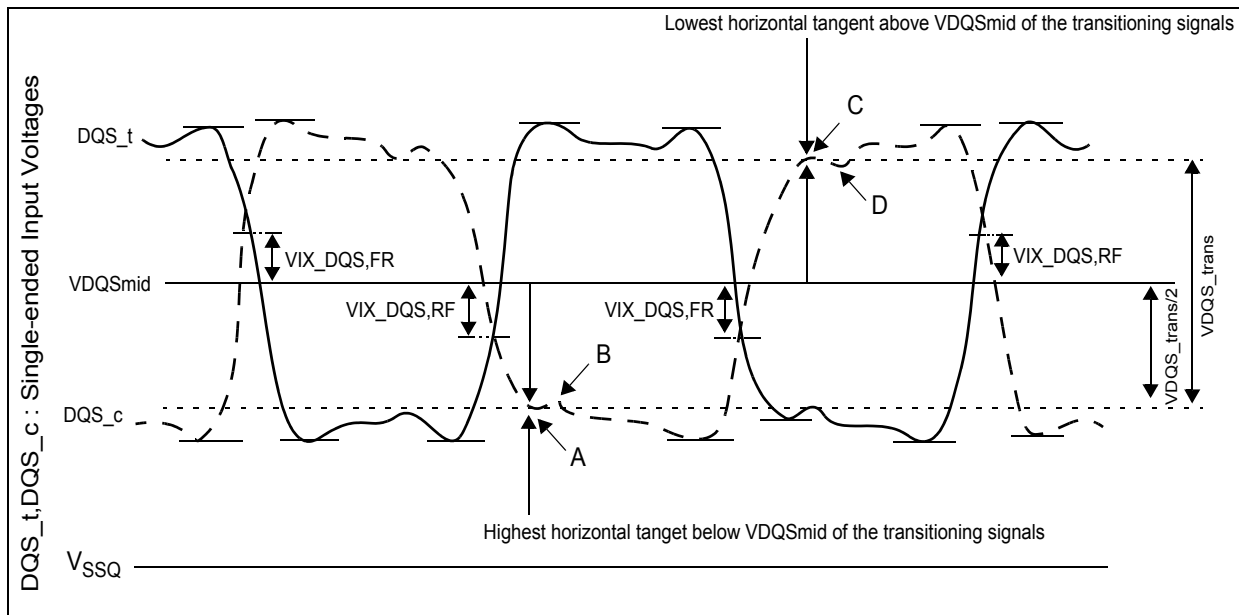 Lowest horizontal tangent above VDQSmid of the transitioning signals
DQS_t,DQS_c : Single-ended Input Voltages
DQS_t
C
D
VIX_DQS,FR
VIX_DQS,RF
VDQSmid
VIX_DQS,RF
VIX_DQS,FR
VDQS_trans/2
VDQS_trans
B
DQS_c
A
Highest horizontal tanget below VDQSmid of the transitioning signals
VSSQ